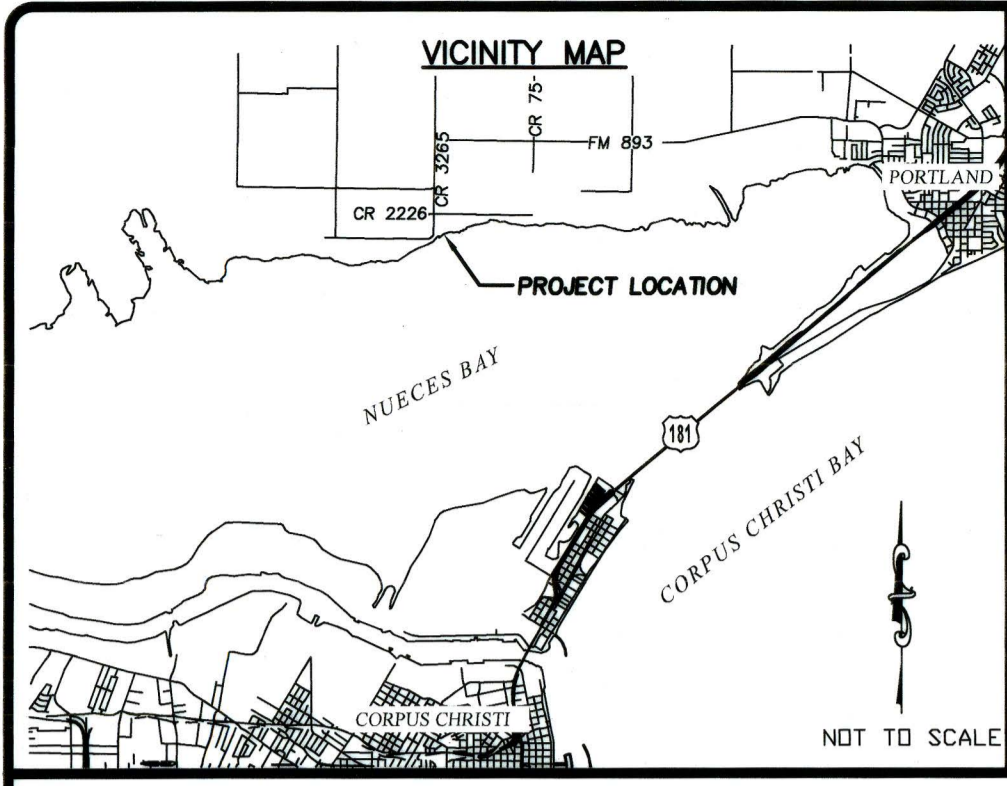 VICINITY MAP
CR 75
CR 3265
FM 893
PORTLAND
CR 2226
PROJECT LOCATION
NUECES BAY
181
CORPUS CHRISTI BAY
CORPUS CHRISTI
NOT TO SCALE